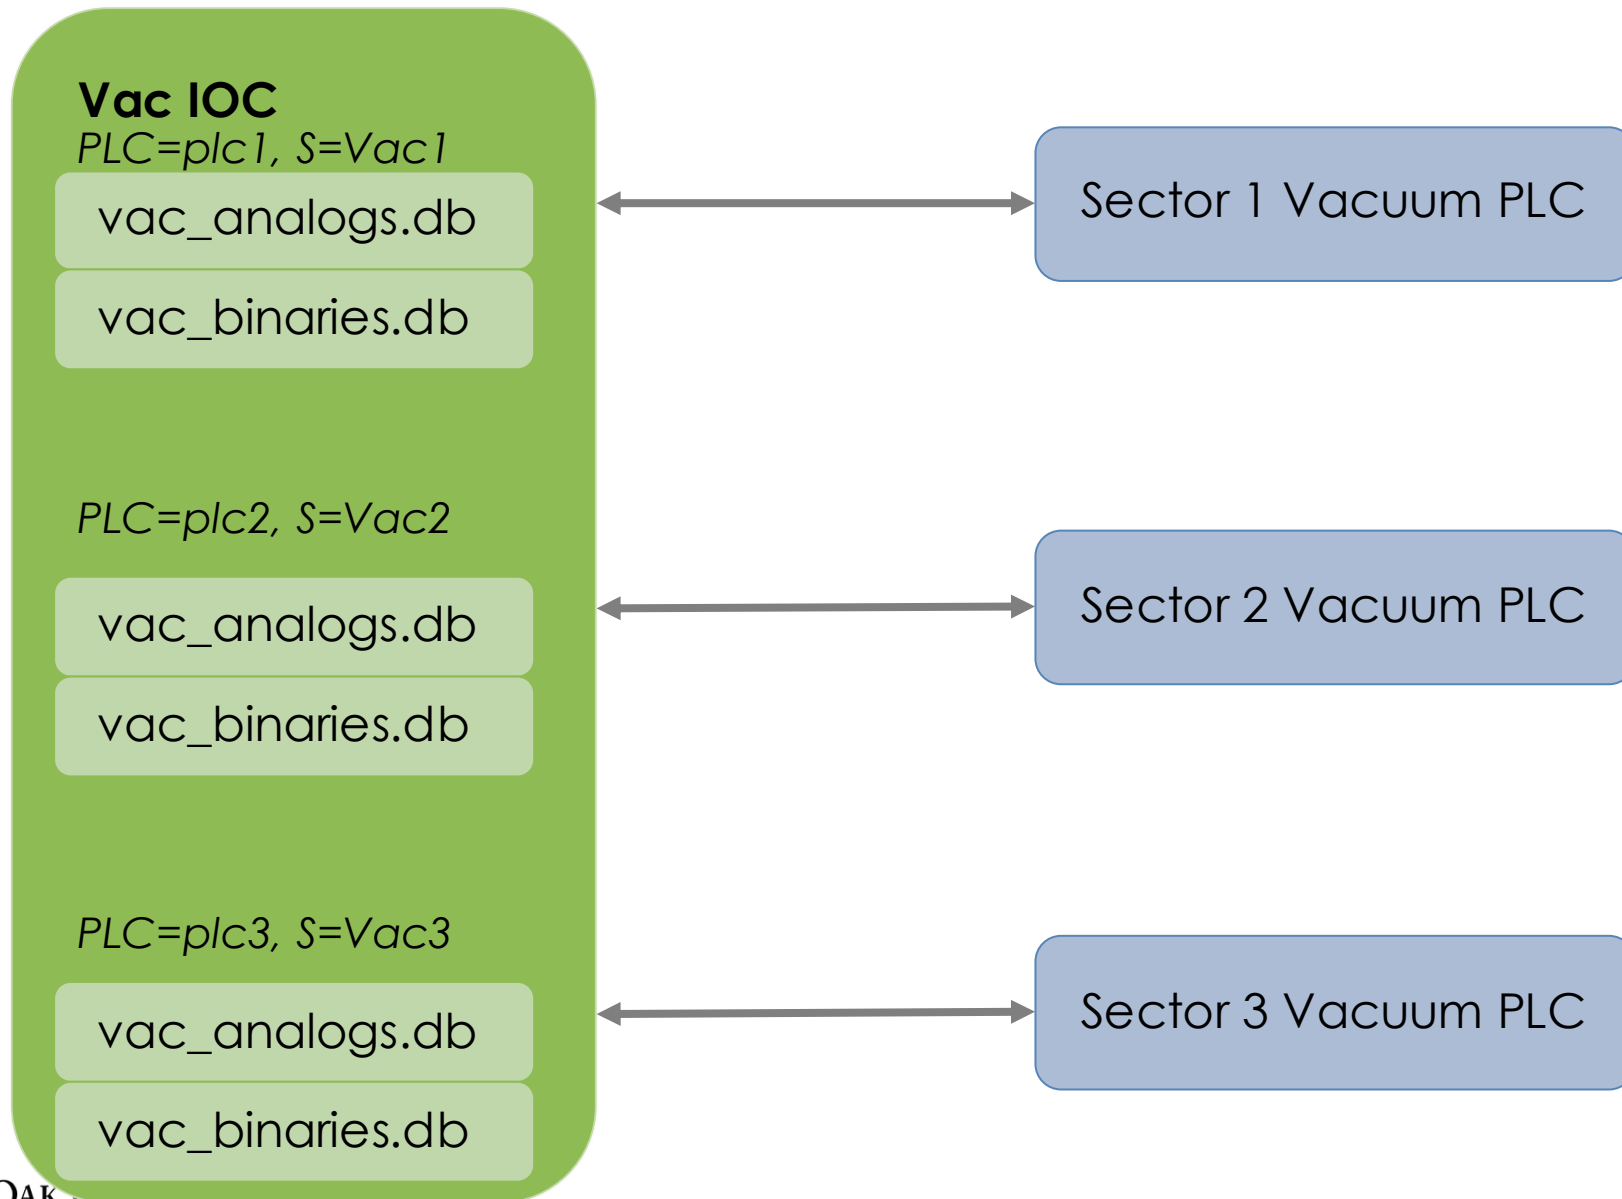 Vac IOC
PLC=plc1, S=Vac1
vac_analogs.db
vac_binaries.db
Sector 1 Vacuum PLC
PLC=plc2, S=Vac2
vac_analogs.db
vac_binaries.db
Sector 2 Vacuum PLC
PLC=plc3, S=Vac3
vac_analogs.db
vac_binaries.db
Sector 3 Vacuum PLC
OAK